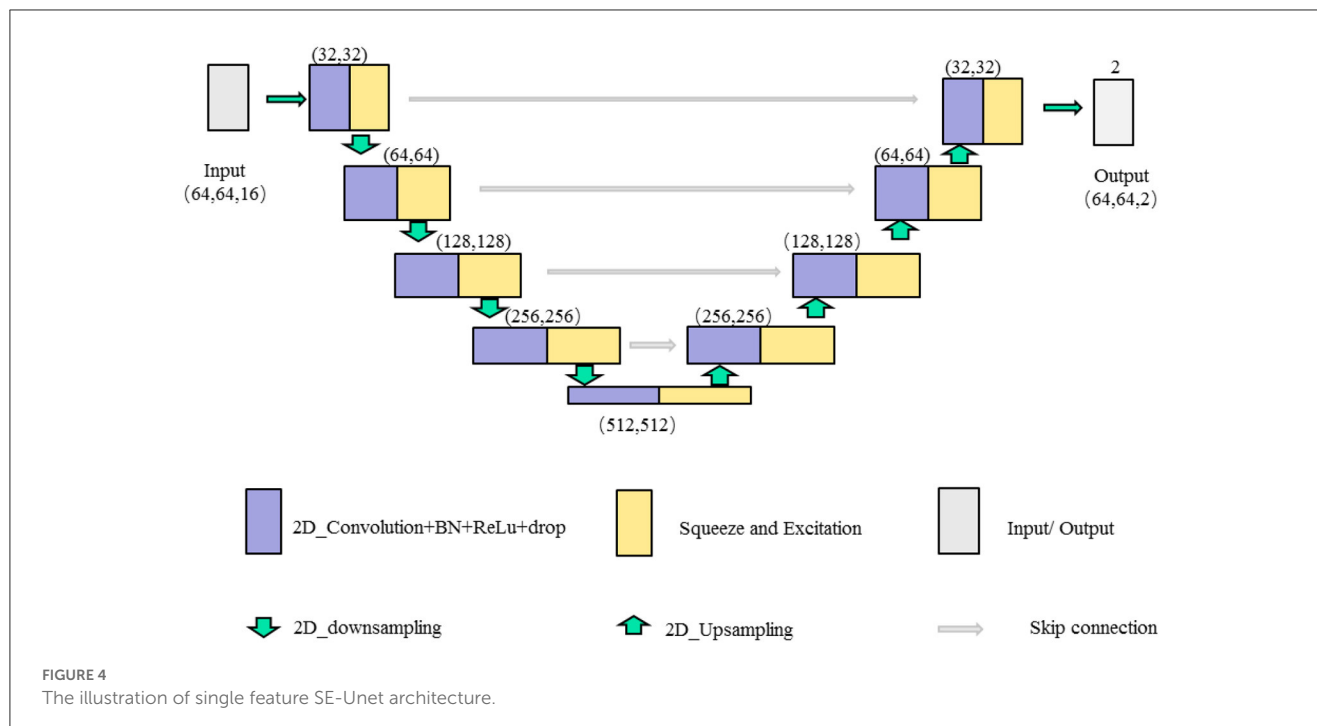 (32,32)
(32,32)
2
Input
(64,64,16)
(64,64)
(64,64)
Output
(64,64,2)
(128,128)
(128,128)
(256,256)
(256,256)
(512,512)
2D_Convolution+BN+ReLu+drop
Squeeze and Excitation
Input/ Output
2D_downsampling
2D_Upsampling
Skip connection
FIGURE 4
The illustration of single feature SE-Unet architecture.